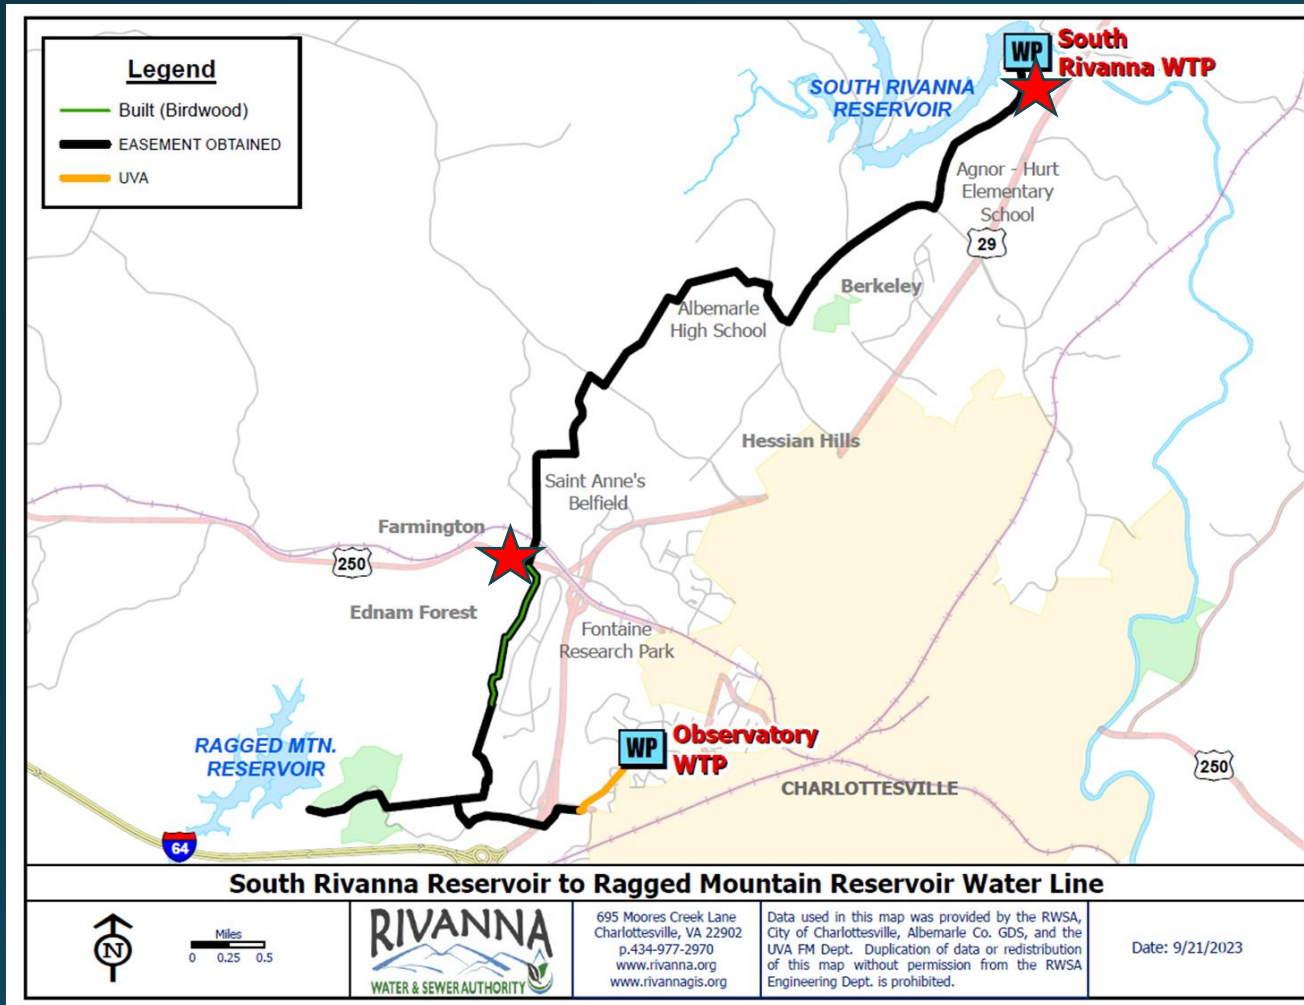 Legend
Built (Birdwood)
EASEMENT OBTAINED
UVA
WP
South
Rivanna WTP
SOUTH RIVANNA
RESERVOIR
Agnor - Hurt
Elementary
School
29
Berkeley
Albemarle
High School
Hessian Hills
Saint Anne's
Belfield
Farmington
250
Ednam Forest
Fontaine
Research Park
RAGGED MTN.
RESERVOIR
WP
Observatory
WTP
CHARLOTTESVILLE
250
64
South Rivanna Reservoir to Ragged Mountain Reservoir Water Line
N
Miles
0 0.25 0.5
RIVANNA
WATER & SEWER AUTHORITY
695 Moores Creek Lane
Charlottesville, VA 22902
p.434-977-2970
www.rivanna.org
www.rivannagis.org
Data used in this map was provided by the RWSA,
City of Charlottesville, Albemarle Co. GDS, and the
UVA FM Dept. Duplication of data or redistribution
of this map without permission from the RWSA
Engineering Dept. is prohibited.
Date: 9/21/2023